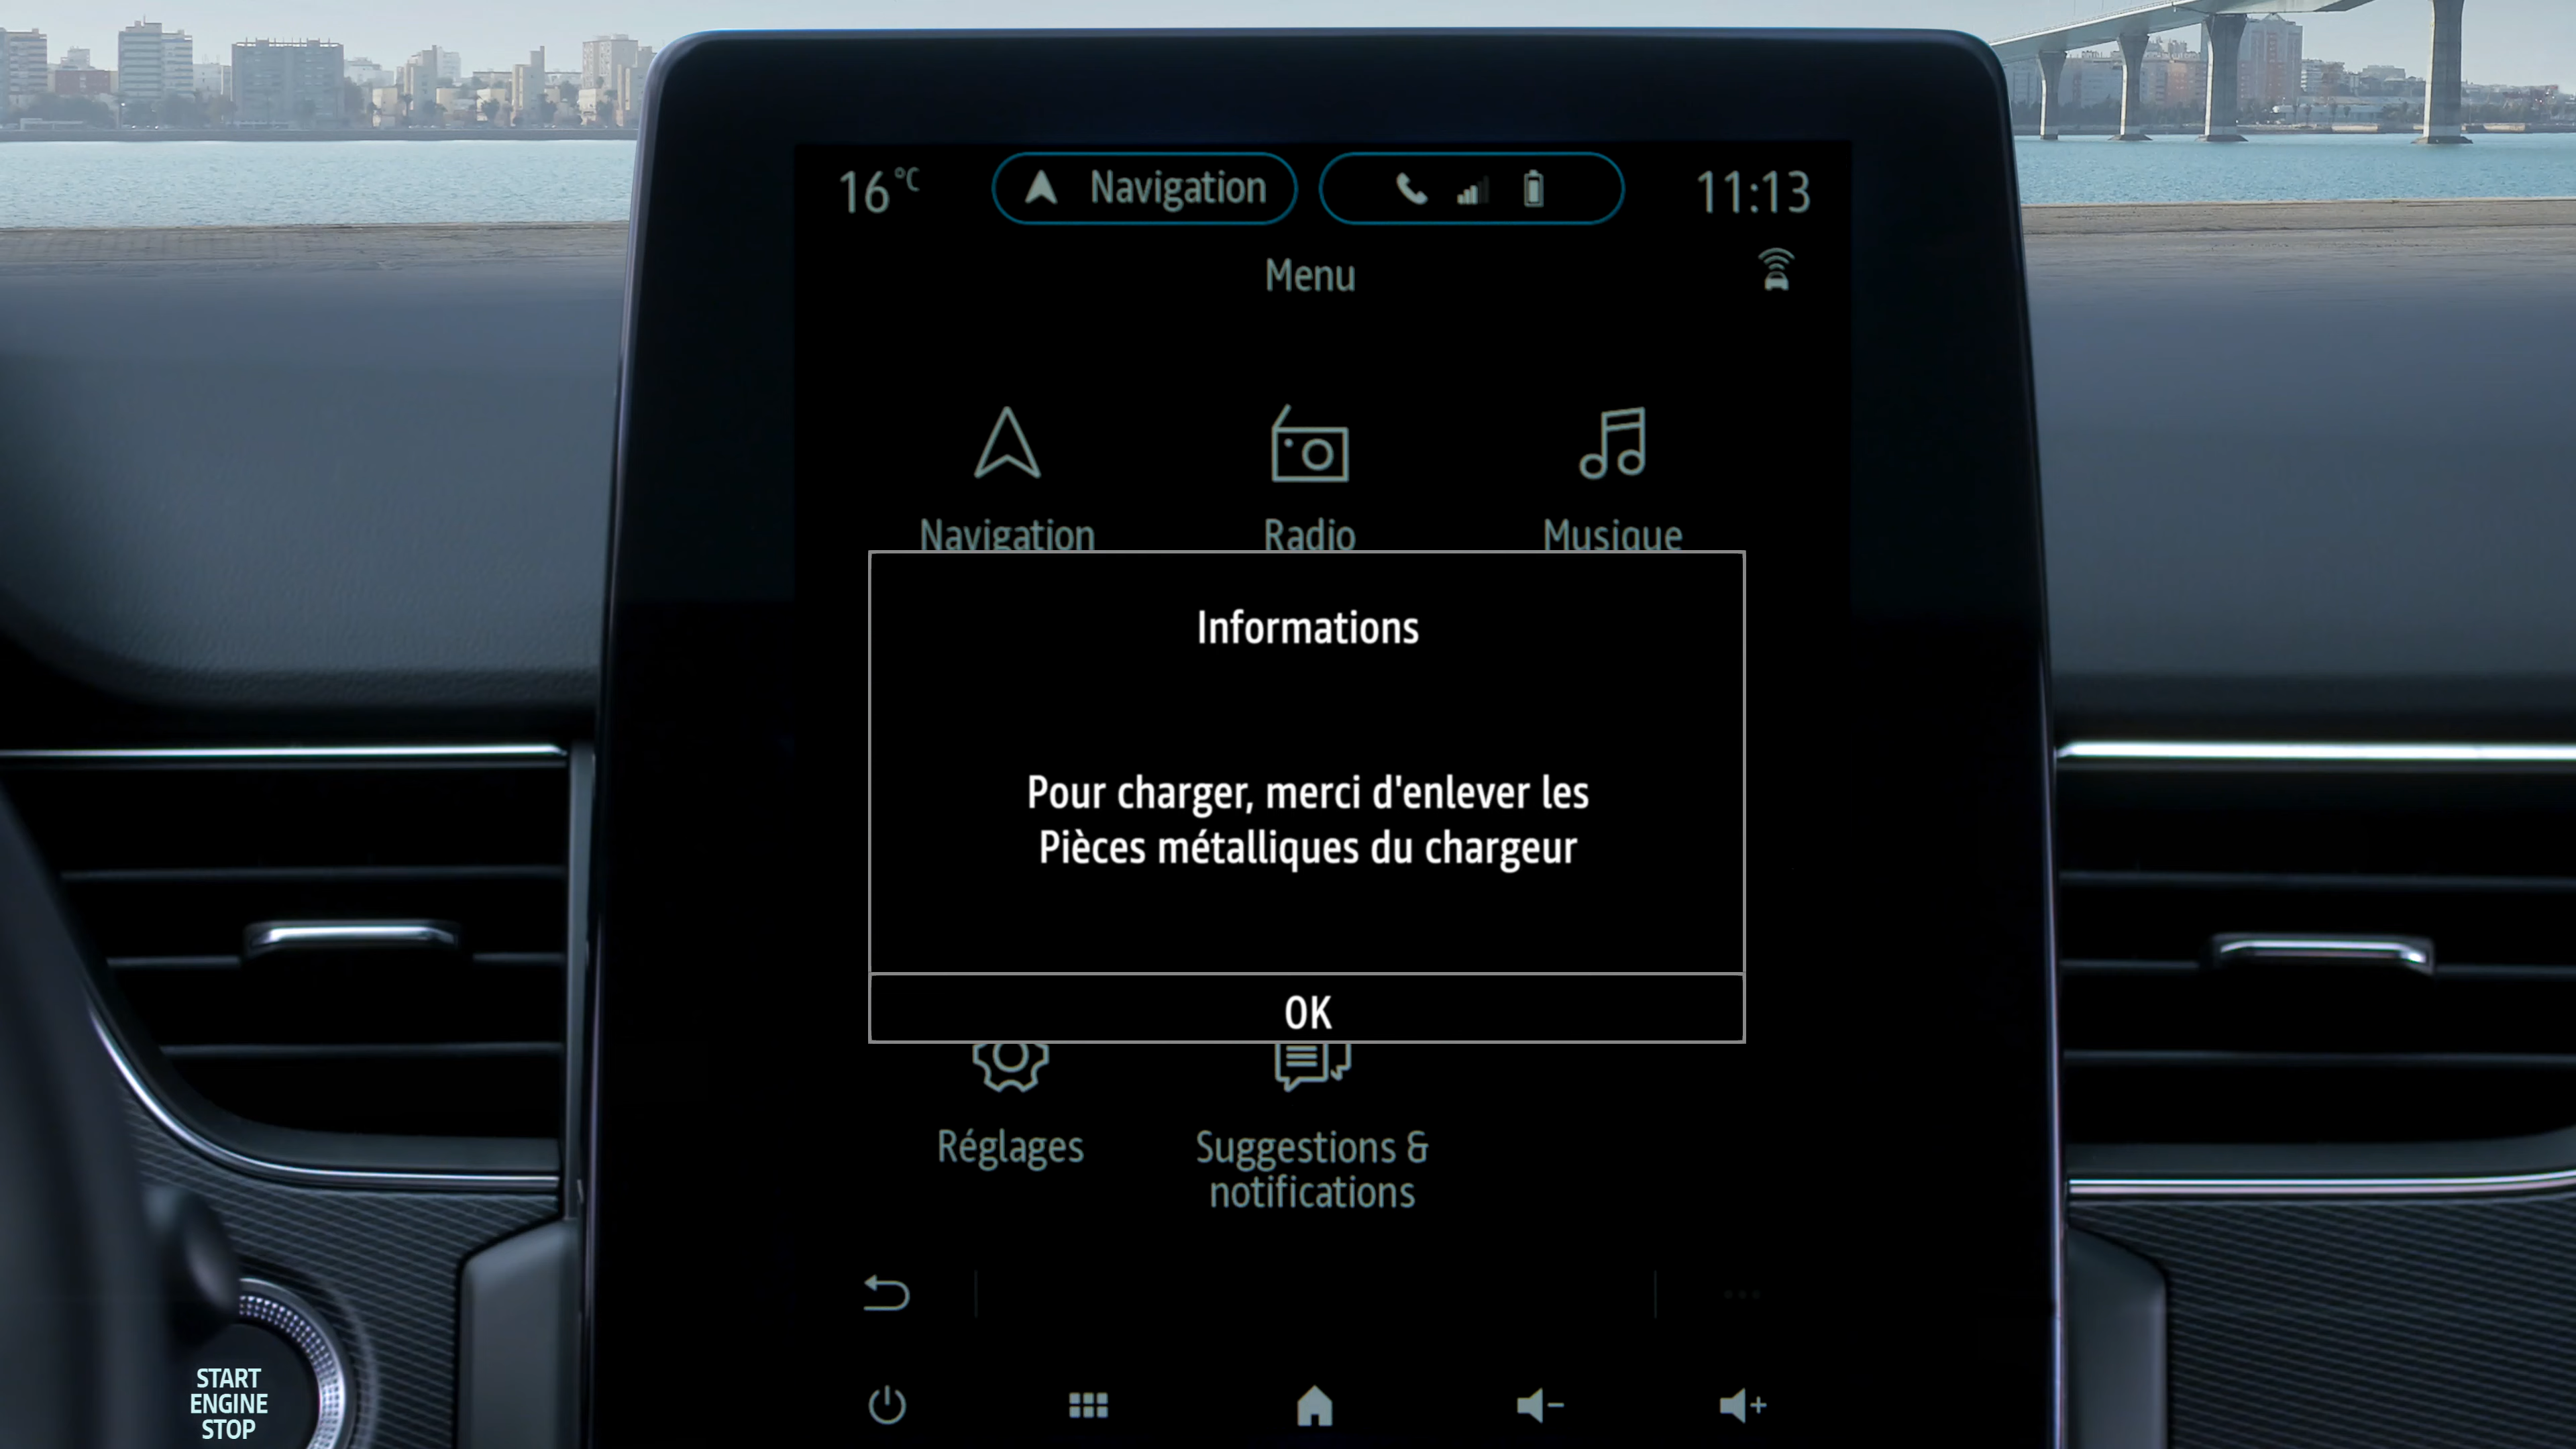 16 °C
Navigation
11:13
Menu
Navigation
Radio
Musique
Informations
Pour charger, merci d'enlever les
Pièces métalliques du chargeur
OK
Réglages
Suggestions &
notifications
START
ENGINE
STOP